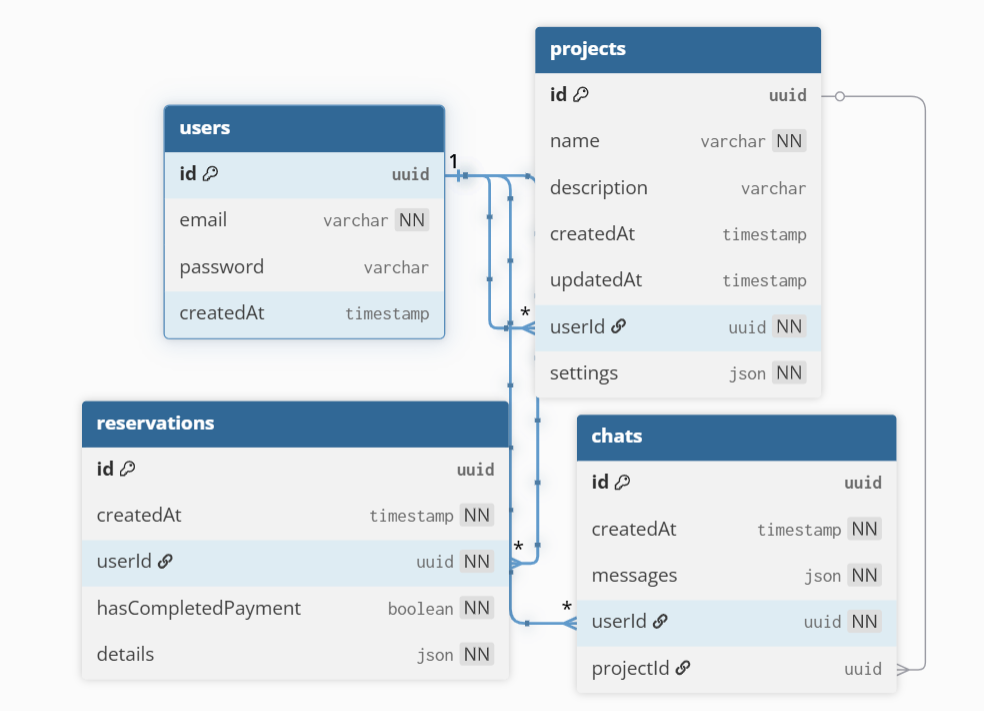 users
id uuid
email varchar NN
password varchar
createdAt timestamp
1
projects
id uuid
name varchar NN
description varchar
createdAt timestamp
updatedAt timestamp
* userId uuid NN
settings json NN
reservations
id uuid
createdAt timestamp NN
userId uuid NN *
hasCompletedPayment boolean NN
details json NN
chats
id uuid
createdAt timestamp NN
messages json NN
* userId uuid NN
projectId uuid